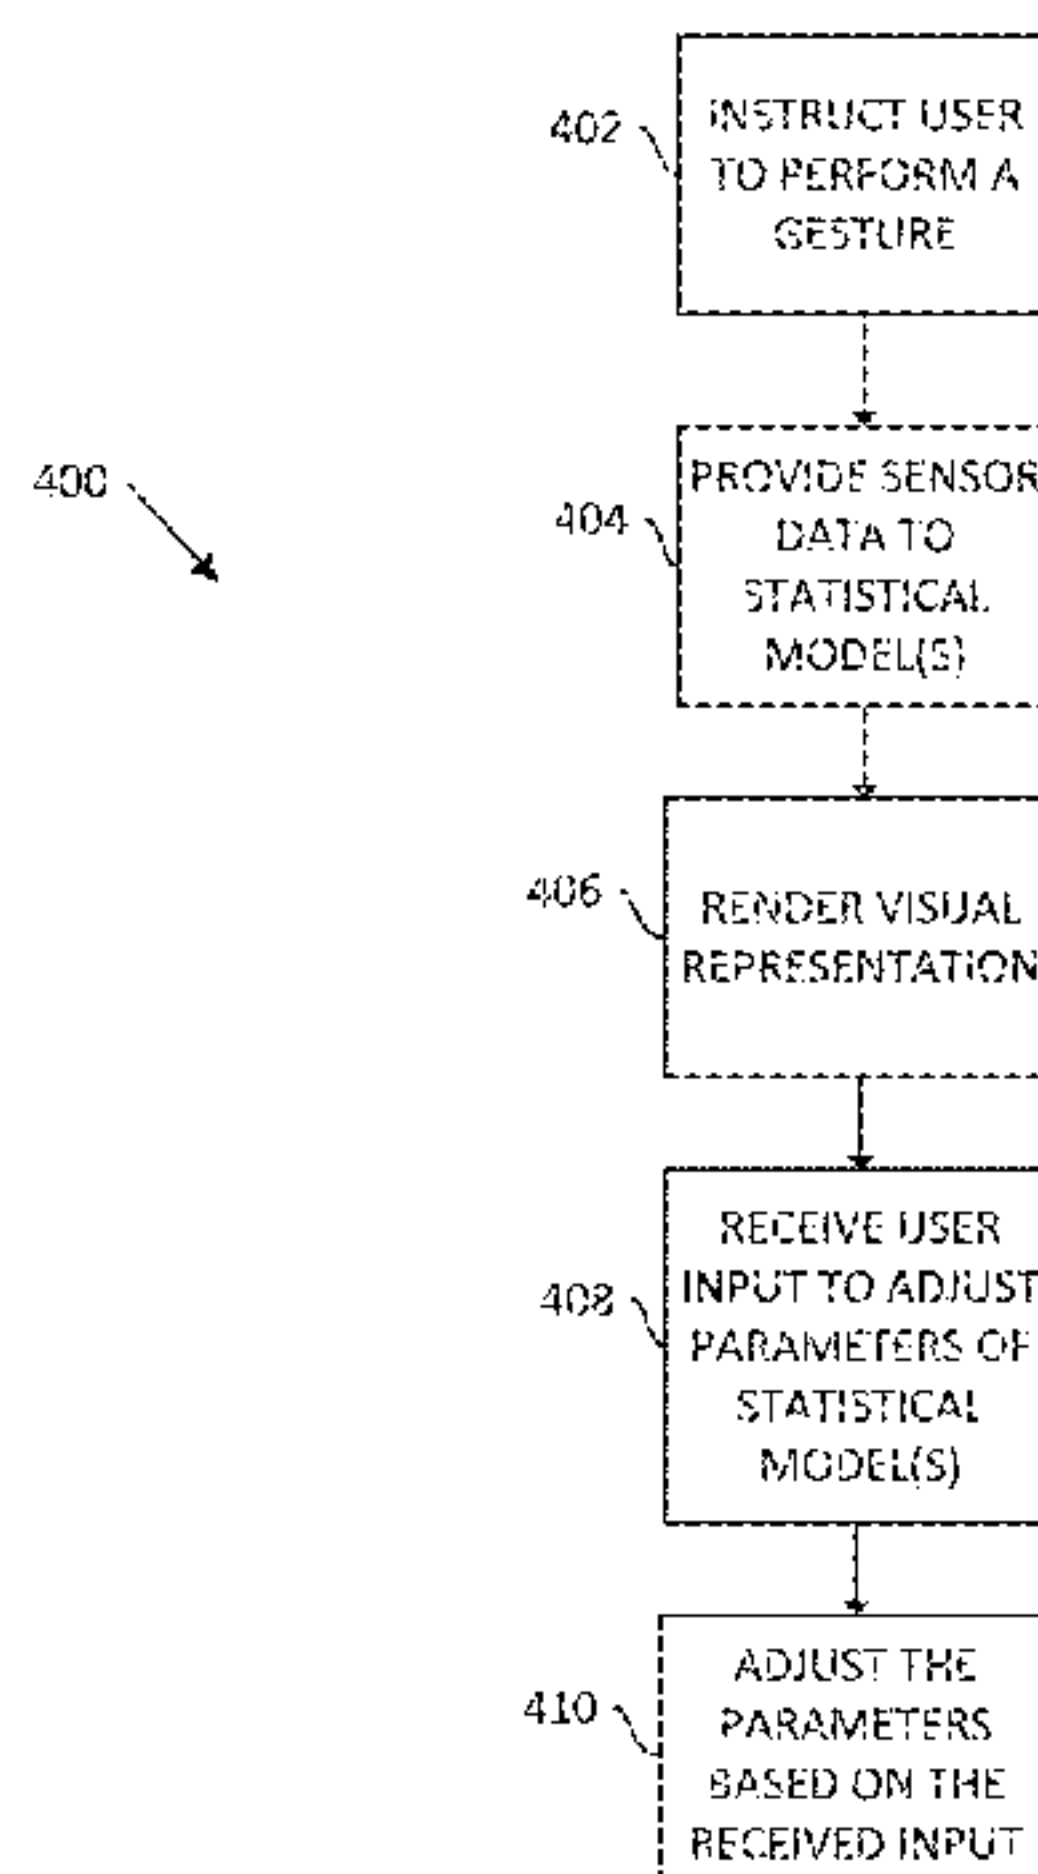 402
INSTRUCT USER
TO PERFORM A
GESTURE
400
404
PROVIDE SENSOR
DATA TO
STATISTICAL
MODEL(S)
406
RENDER VISUAL
REPRESENTATION
408
RECEIVE USER
INPUT TO ADJUST
PARAMETERS OF
STATISTICAL
MODEL(S)
410
ADJUST THE
PARAMETERS
BASED ON THE
RECEIVED INPUT